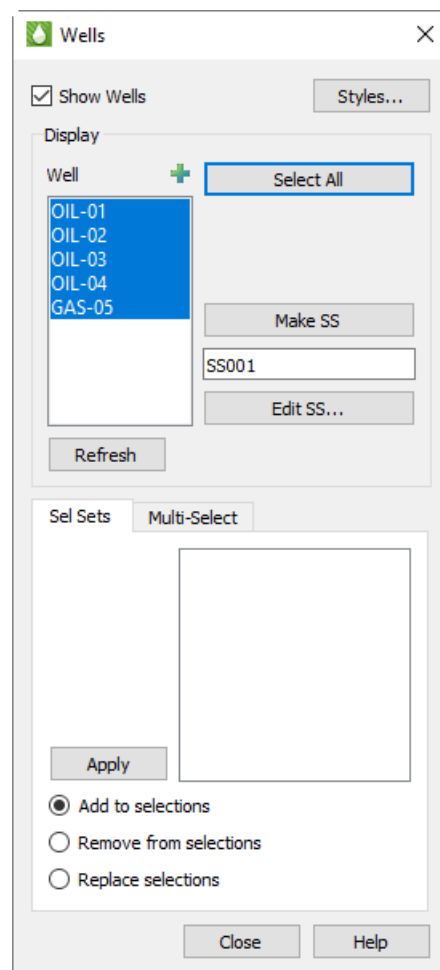 Wells
Show Wells
Styles...
Display
Well
Select All
OIL-01
OIL-02
OIL-03
OIL-04
GAS-05
Make SS
SS001
Edit SS...
Refresh
Sel Sets
Multi-Select
Apply
Add to selections
Remove from selections
Replace selections
Close
Help